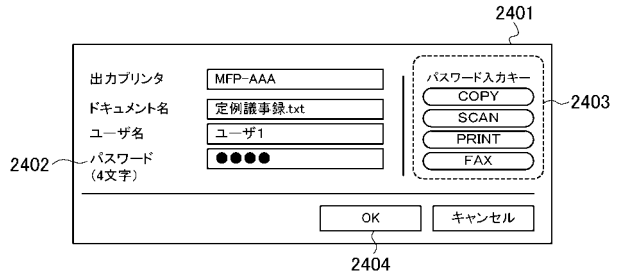 2401
出力プリンタ MFP-AAA
ドキュメント名 定例議事録.txt
ユーザ名 ユーザ1
2402 パスワード ●●●●
(4文字)
パスワード入力キー
COPY
2403
SCAN
PRINT
FAX
OK キャンセル
2404